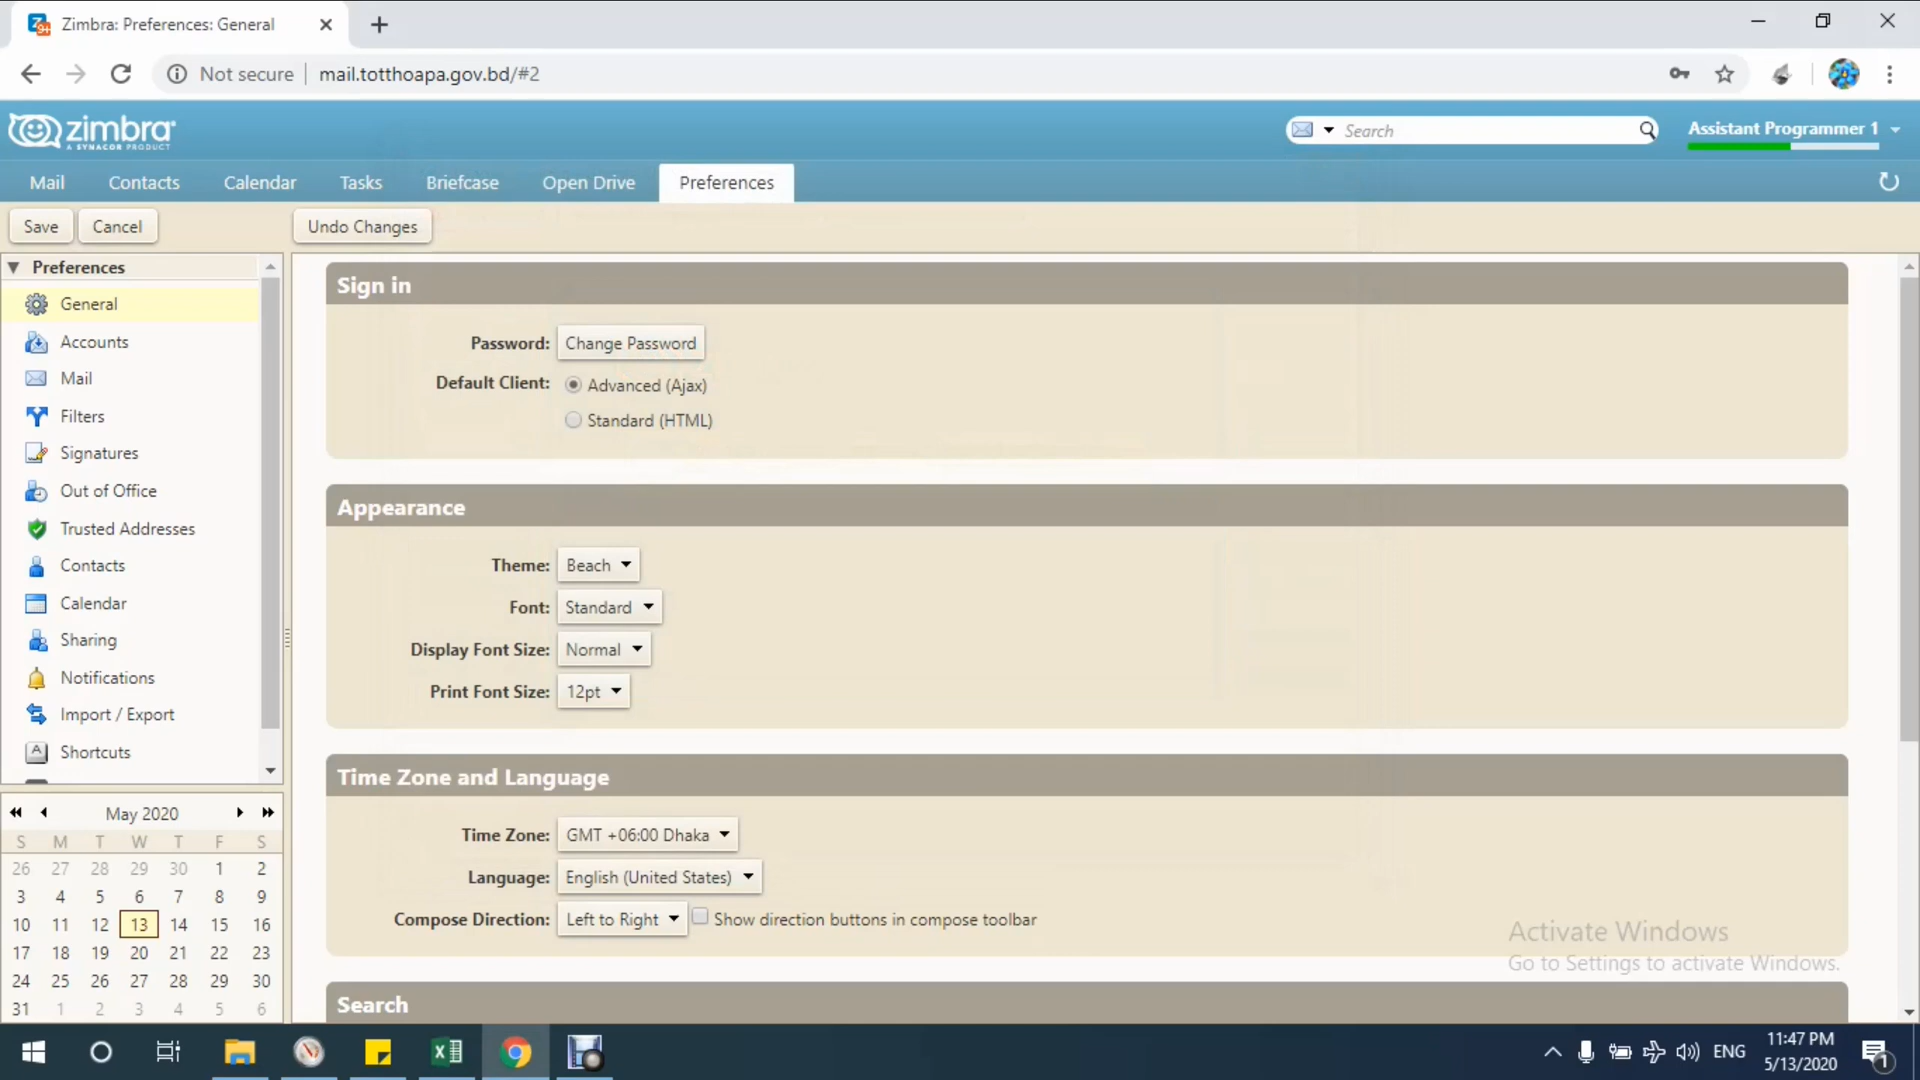 Zimbra: Preferences: General
Not secure
mail.totthoapa.gov.bd/#2
zimbra
A SYNACOR PRODUCT
Search
Assistant Programmer 1
Mail
Contacts
Calendar
Tasks
Briefcase
Open Drive
Preferences
Save
Cancel
Undo Changes
Preferences
General
Accounts
Mail
Filters
Signatures
Out of Office
Trusted Addresses
Contacts
Calendar
Sharing
Notifications
Import / Export
A Shortcuts
May 2020
S M T W T F S
26 27 28 29 30 1 2
3 4 5 6 7 8 9
10 11 12 13 14 15 16
17 18 19 20 21 22 23
24 25 26 27 28 29 30
31 1 2 3 4 5 6
Sign in
Password: Change Password
Default Client: Advanced (Ajax)
Standard (HTML)
Appearance
Theme: Beach
Font: Standard
Display Font Size: Normal
Print Font Size: 12pt
Time Zone and Language
Time Zone: GMT +06:00 Dhaka
Language: English (United States)
Compose Direction: Left to Right Show direction buttons in compose toolbar
Search
Activate Windows
Go to Settings to activate Windows.
ENG
11:47 PM
5/13/2020
1